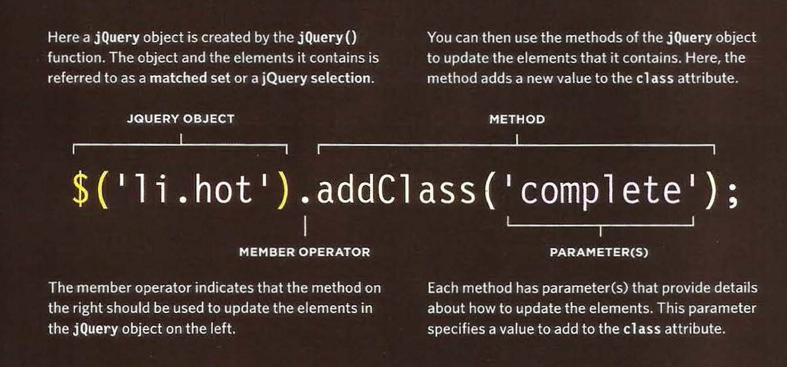 Here a jQuery object is created by the jQuery()
function. The object and the elements it contains is
referred to as a matched set or a jQuery selection.
You can then use the methods of the jQuery object
to update the elements that it contains. Here, the
method adds a new value to the class attribute.
JQUERY OBJECT
METHOD
$('li.hot').addClass('complete');
MEMBER OPERATOR
PARAMETER(S)
The member operator indicates that the method on
the right should be used to update the elements in
the jQuery object on the left.
Each method has parameter(s) that provide details
about how to update the elements. This parameter
specifies a value to add to the class attribute.